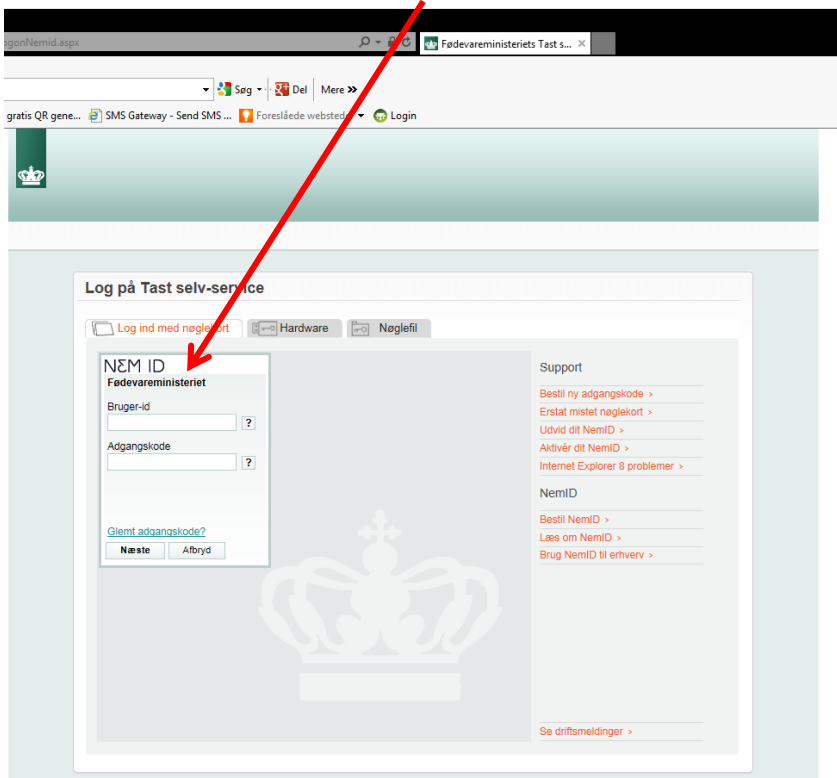 ogonNemid.aspx
Fødevareministeriets Tast s...
Søg
Del
Mere »
gratis QR gene...
SMS Gateway - Send SMS ...
Foreslåede websteder
Login
Log på Tast selv-service
Log ind med nøglekort
Hardware
Nøglefil
NEM ID
Fødevareministeriet
Bruger-id
?
Adgangskode
?
Glemt adgangskode?
Næste
Afbryd
Support
Bestil ny adgangskode ›
Erstat mistet nøglekort ›
Udvid dit NemID ›
Aktivér dit NemID ›
Internet Explorer 8 problemer ›
NemID
Bestil NemID ›
Læs om NemID ›
Brug NemID til erhverv ›
Se driftsmeldinger ›